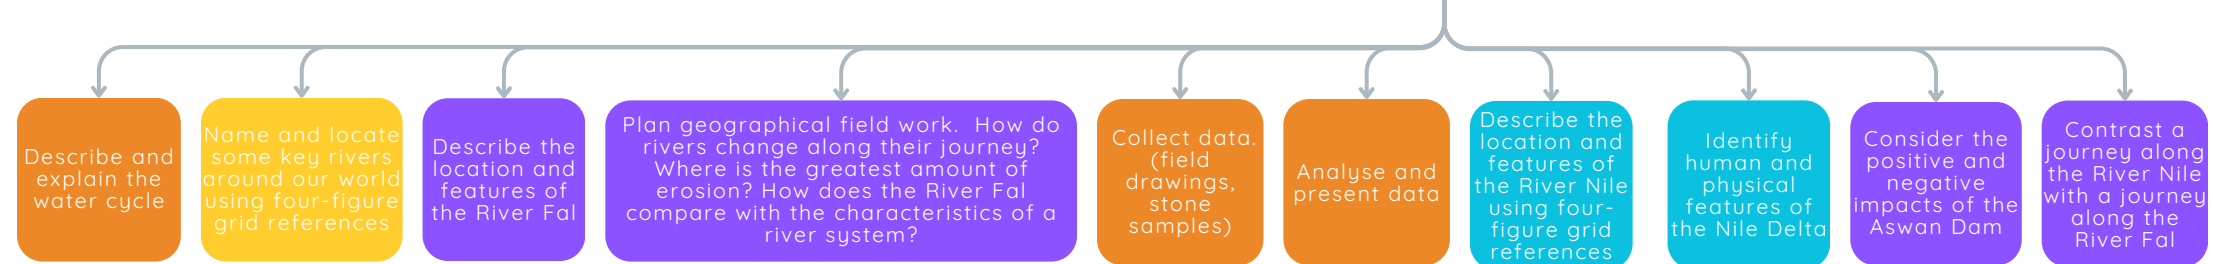 Describe and
explain the
water cycle
Name and locate
some key rivers
around our world
using four-figure
grid references
Describe the
location and
features of
the River Fal
Plan geographical field work.  How do
rivers change along their journey?
Where is the greatest amount of
erosion? How does the River Fal
compare with the characteristics of a
river system?
Collect data.
(field
drawings,
stone
samples)
Analyse and
present data
Describe the
location and
features of
the River Nile
using four-
figure grid
references
Identify
human and
physical
features of
the Nile Delta
Consider the
positive and
negative
impacts of the
Aswan Dam
Contrast a
journey along
the River Nile
with a journey
along the
River Fal